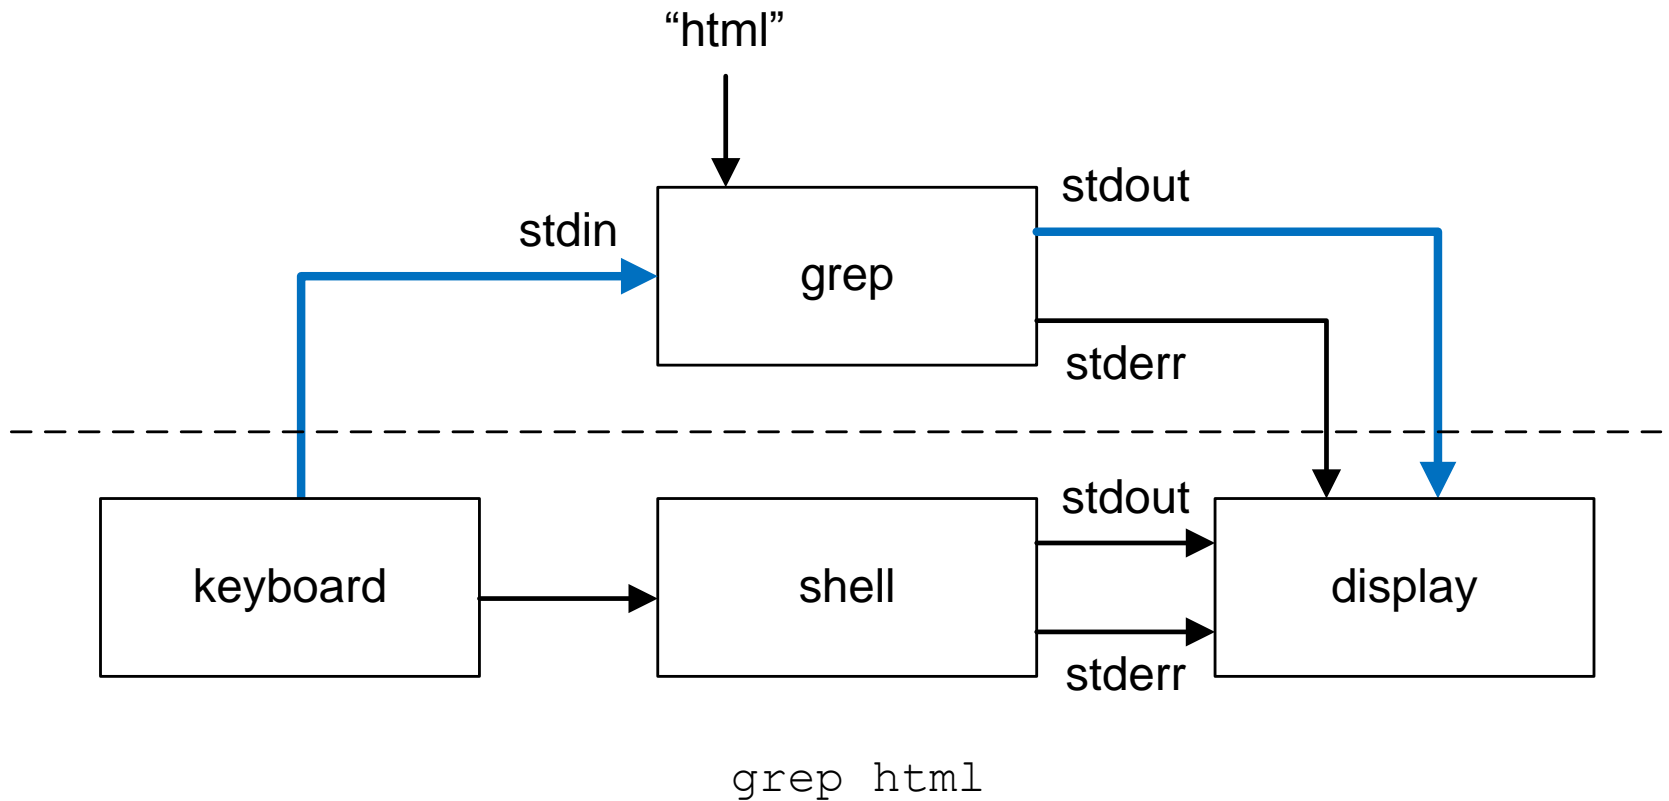 “html”
stdout
stdin
grep
stderr
stdout
keyboard
shell
display
stderr
grep html